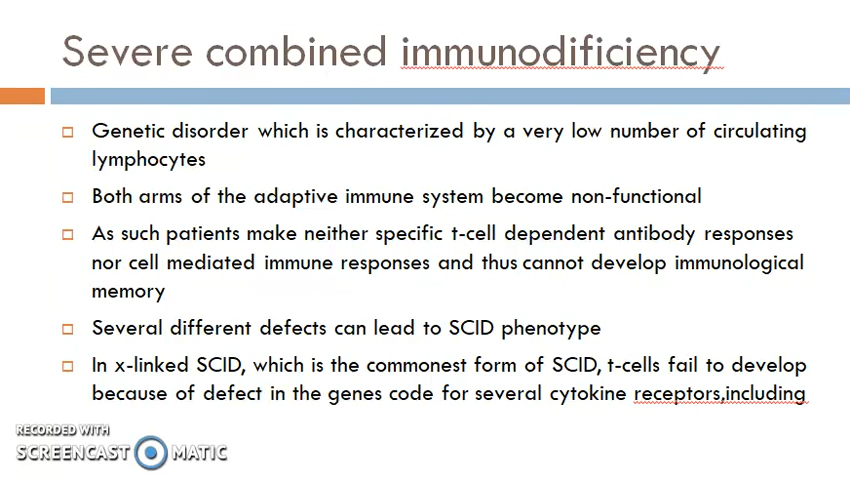 Severe combined immunodificiency
Genetic disorder which is characterized by a very low number of circulating
lymphocytes
Both arms of the adaptive immune system become non-functional
As such patients make neither specific t-cell dependent antibody responses
nor cell mediated immune responses and thus cannot develop immunological
memory
Several different defects can lead to SCID phenotype
In x-linked SCID, which is the commonest form of SCID, t-cells fail to develop
because of defect in the genes code for several cytokine receptors,including
RECORDED WITH
SCREENCAST MATIC